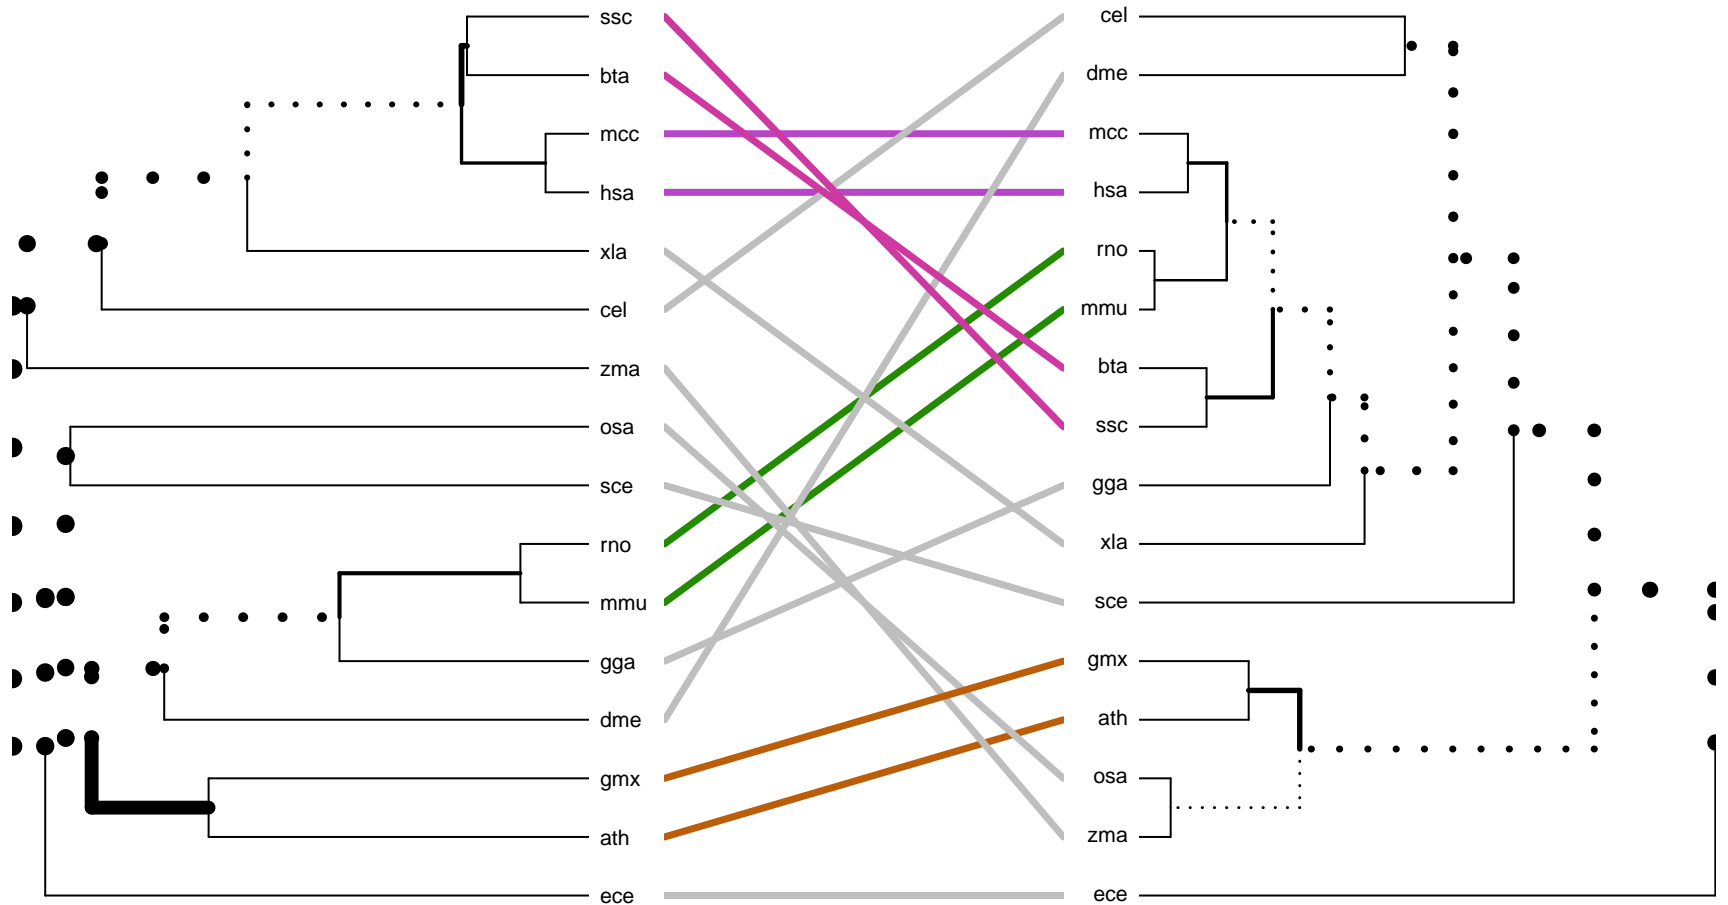 ssc
bta
mcc
hsa
xla
cel
zma
osa
sce
rno
mmu
gga
dme
gmx
ath
ece
cel
dme
mcc
hsa
rno
mmu
bta
ssc
gga
xla
sce
gmx
ath
osa
zma
ece